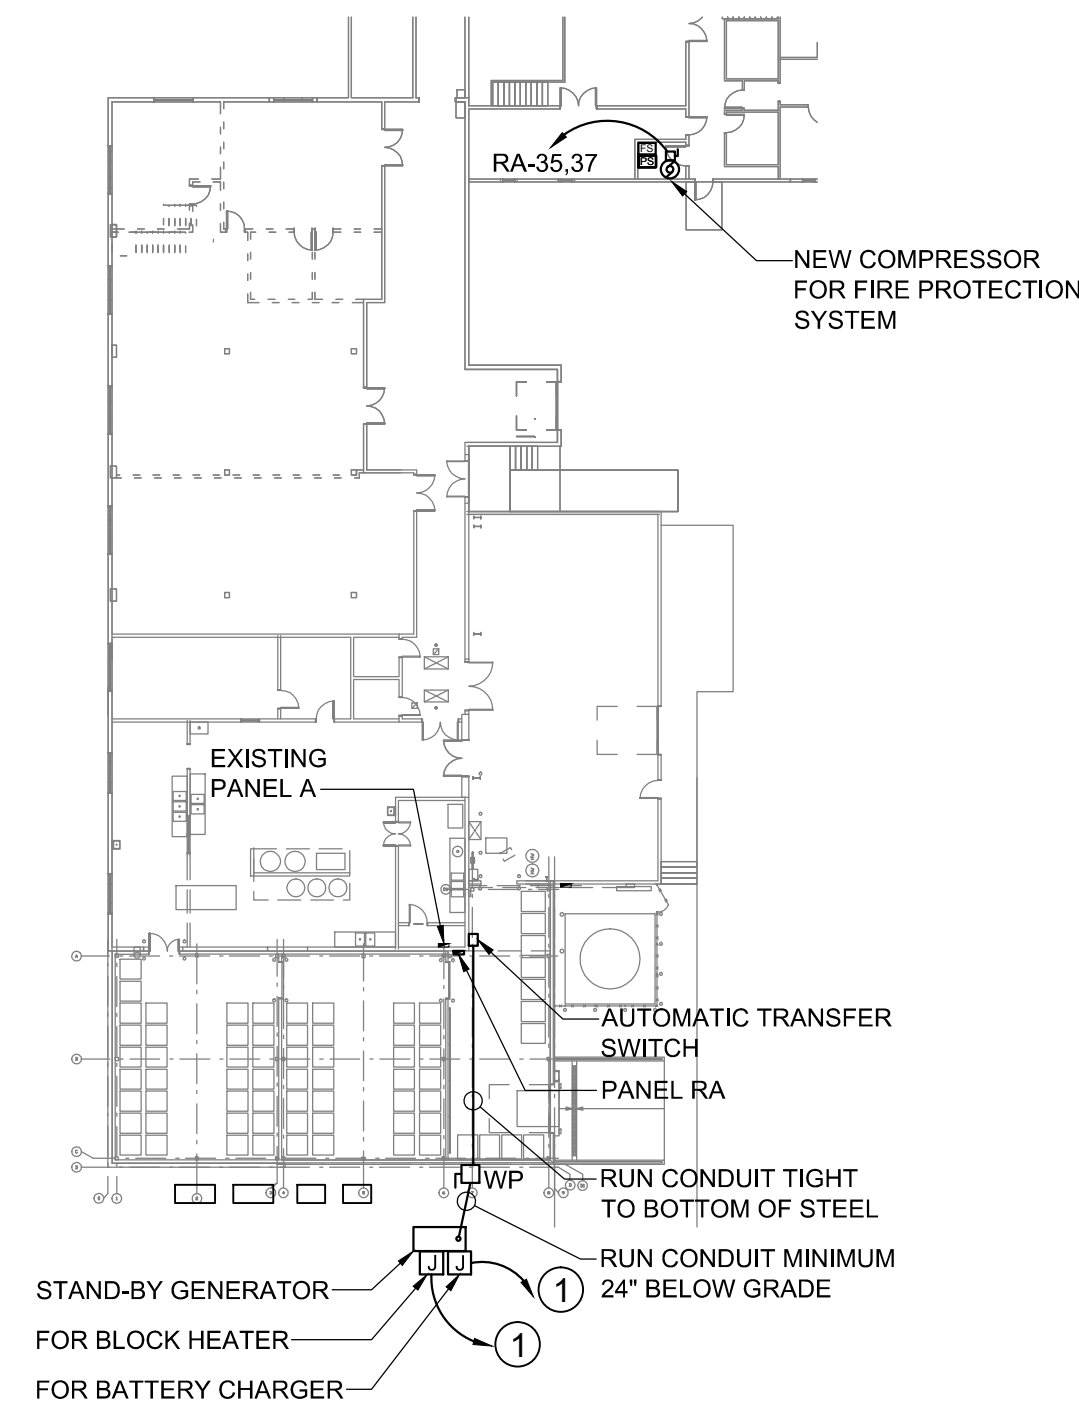 RA-35,37
FS
PS
NEW COMPRESSOR
FOR FIRE PROTECTION
SYSTEM
EXISTING
PANEL A
AUTOMATIC TRANSFER
SWITCH
PANEL RA
WP
RUN CONDUIT TIGHT
TO BOTTOM OF STEEL
RUN CONDUIT MINIMUM
24" BELOW GRADE
STAND-BY GENERATOR
J
J
1
FOR BLOCK HEATER
1
FOR BATTERY CHARGER